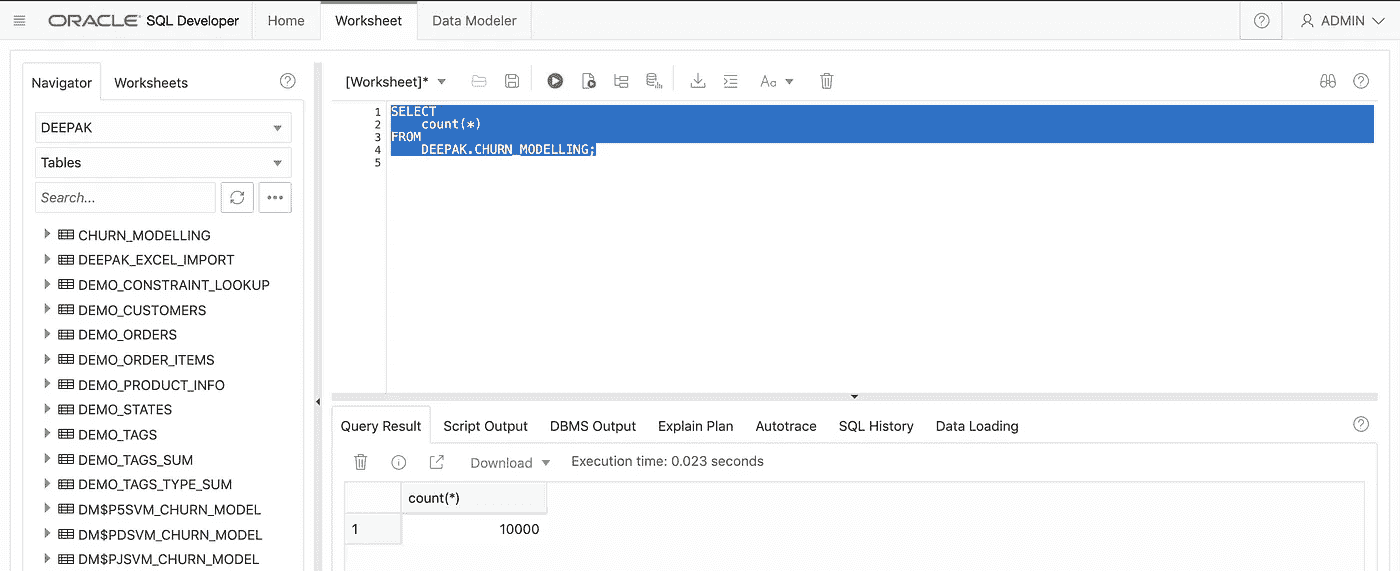 ORACLE SQL Developer Home Worksheet Data Modeler ADMIN
Navigator Worksheets
DEEPAK
Tables
Search...
CHURN_MODELLING
DEEPAK_EXCEL_IMPORT
DEMO_CONSTRAINT_LOOKUP
DEMO_CUSTOMERS
DEMO_ORDERS
DEMO_ORDER_ITEMS
DEMO_PRODUCT_INFO
DEMO_STATES
DEMO_TAGS
DEMO_TAGS_SUM
DEMO_TAGS_TYPE_SUM
DM$P5SVM_CHURN_MODEL
DM$PDSVM_CHURN_MODEL
DM$PJSVM_CHURN_MODEL
[Worksheet]* Aa
1 SELECT
2 count(*)
3 FROM
4 DEEPAK.CHURN_MODELLING;
5
Query Result Script Output DBMS Output Explain Plan Autotrace SQL History Data Loading
Download Execution time: 0.023 seconds
count(*)
1 10000